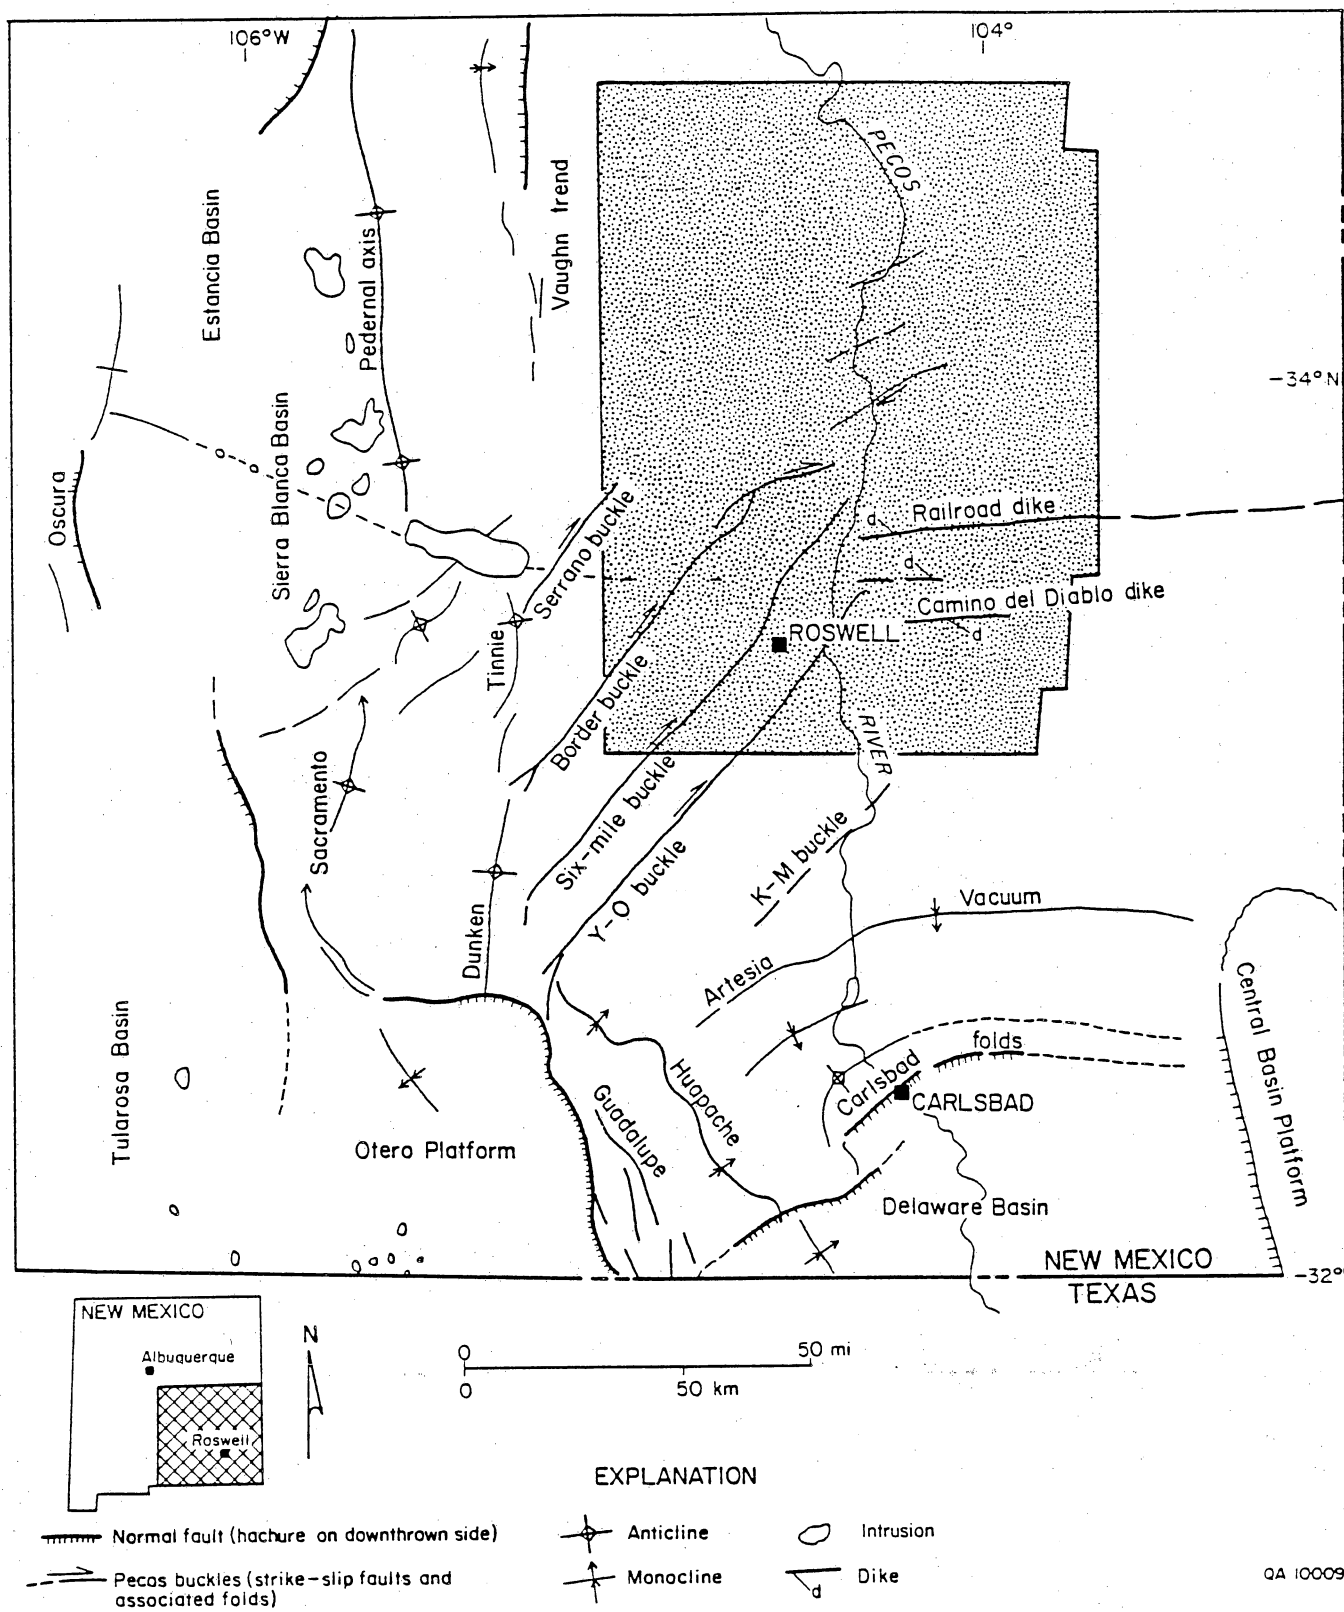 106°W
104°
PECOS
Estancia Basin
Pedernal axis
Vaughn trend
-34° N
Sierra Blanca Basin
Oscura
Serrano buckle
d
Railroad dike
d
Camino del Diablo dike
d
ROSWELL
Tinnie
Border buckle
RIVER
Sacramento
Six-mile buckle
K-M buckle
Y-O buckle
Vacuum
Dunken
Artesia
Central Basin Platform
Tularosa Basin
folds
Carlsbad
Huapache
Guadalupe
CARLSBAD
Otero Platform
Delaware Basin
NEW MEXICO
TEXAS
-32°
NEW MEXICO
Albuquerque
Roswell
N
0 50 mi
0 50 km
EXPLANATION
Normal fault (hachure on downthrown side)
Anticline
Intrusion
Pecos buckles (strike-slip faults and
associated folds)
Monocline
d
Dike
QA 10009